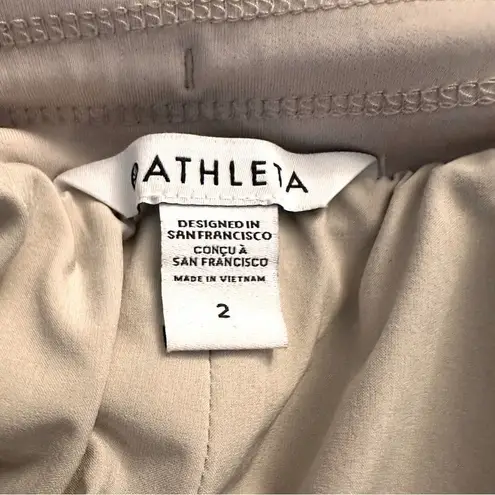 ATHLETA
DESIGNED IN
SAN FRANCISCO
CONÇU À
SAN FRANCISCO
MADE IN VIETNAM
2